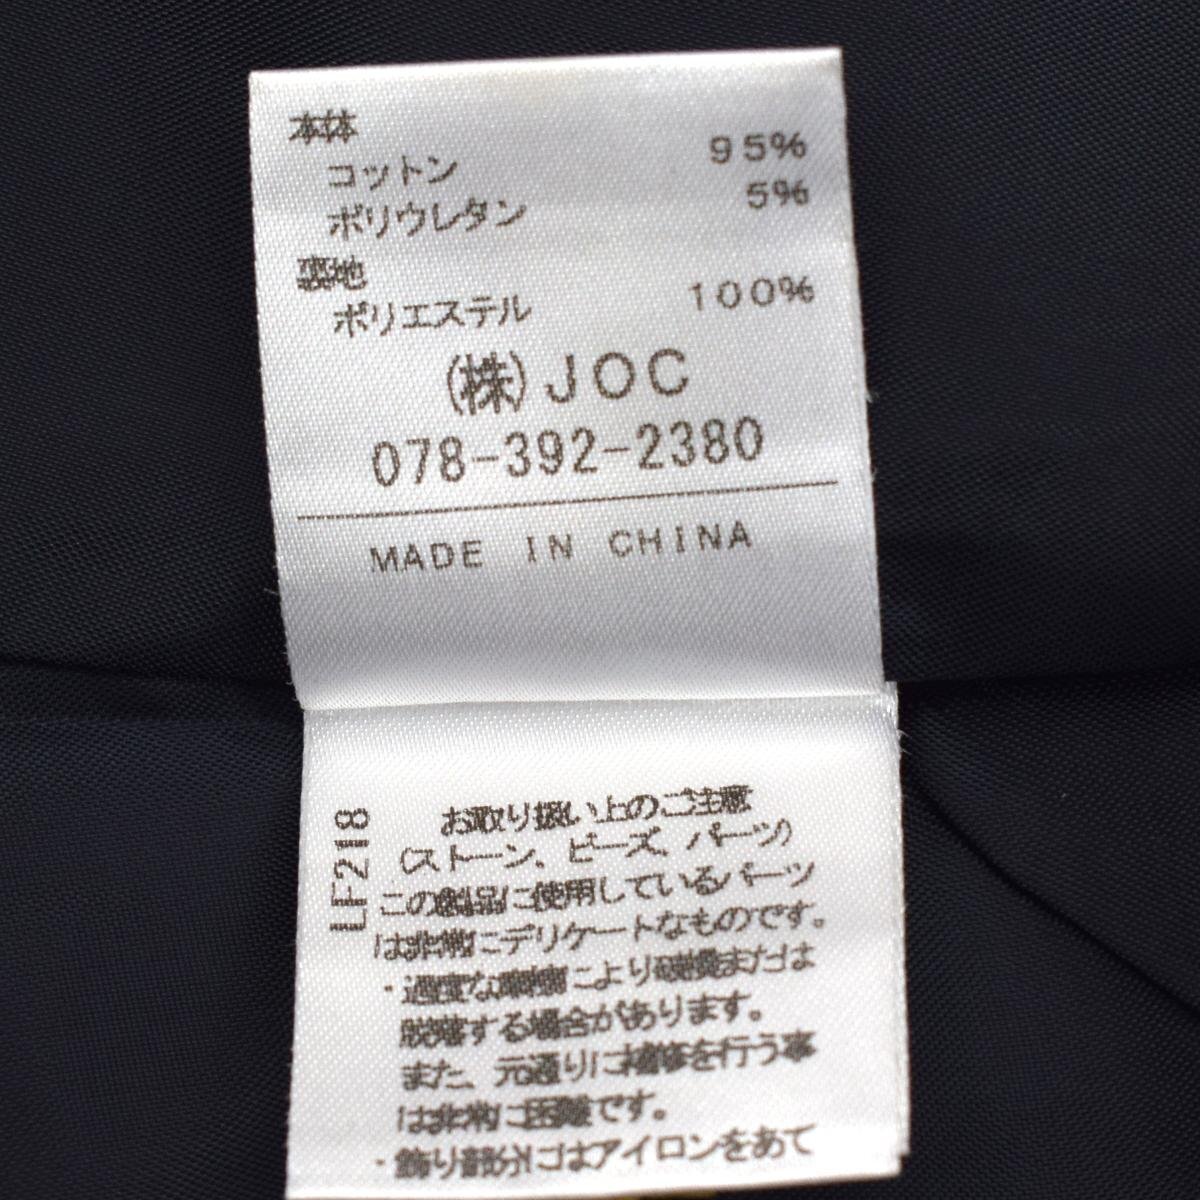 本体
コットン 95%
ポリウレタン 5%
裏地
ポリエステル 100%
(株)JOC
078-392-2380
MADE IN CHINA
LF218
お取り扱い上のご注意
(ストーン、ビーズ、パーツ)
この製品に使用しているパーツ
は非常にデリケートなものです。
・過度な摩擦により破損または
脱落する場合があります。
また、元通りに補修を行う事
は非常に困難です。
・飾り部分にはアイロンをあて